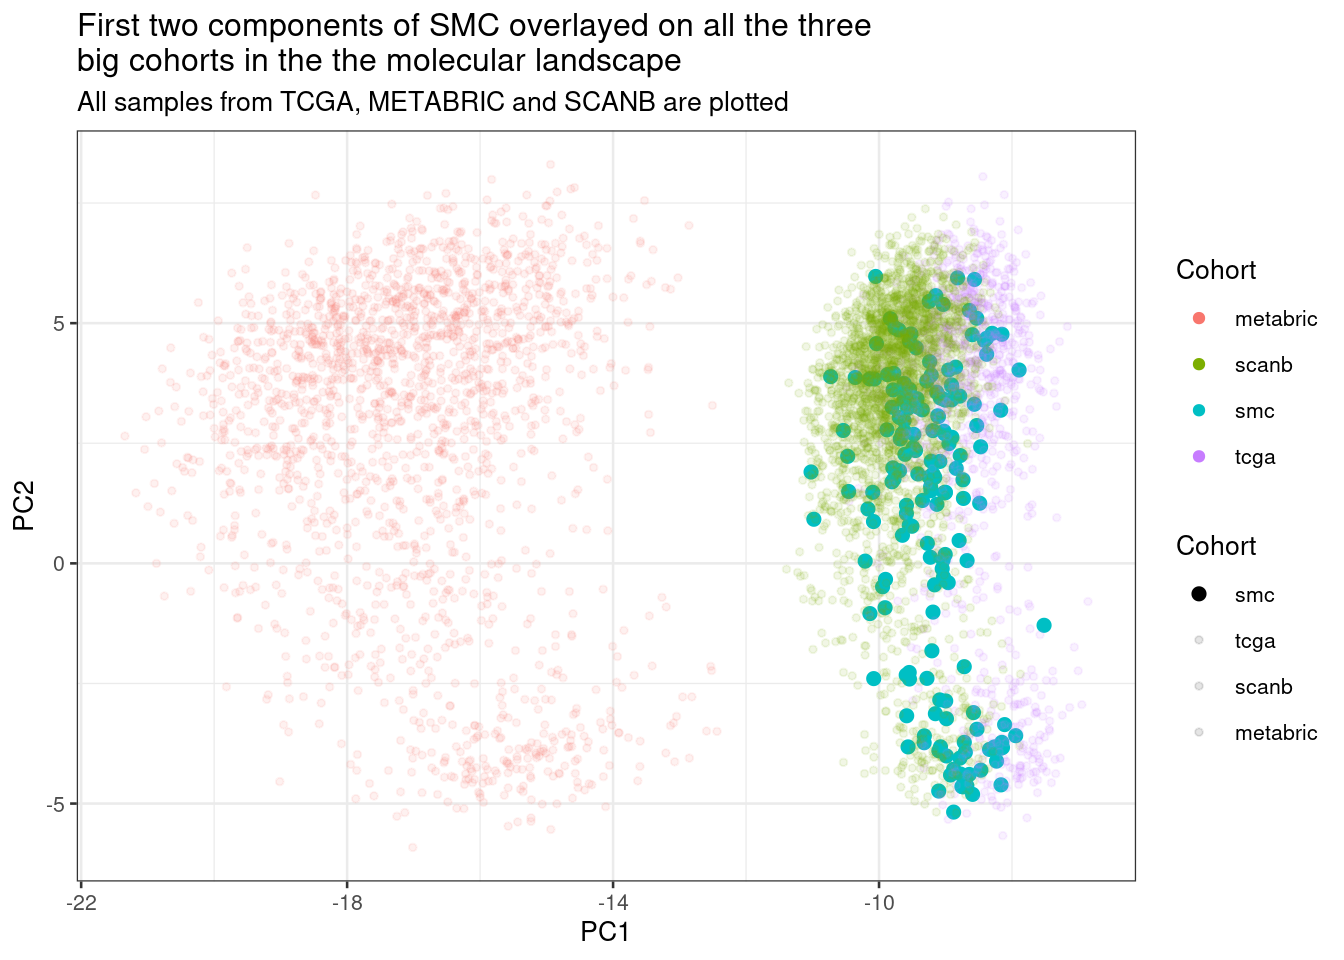 First two components of SMC overlayed on all the three
big cohorts in the the molecular landscape
All samples from TCGA, METABRIC and SCANB are plotted
PC2
5
0
-5
-22
-18
-14
-10
PC1
Cohort
metabric
scanb
smc
tcga
Cohort
smc
tcga
scanb
metabric